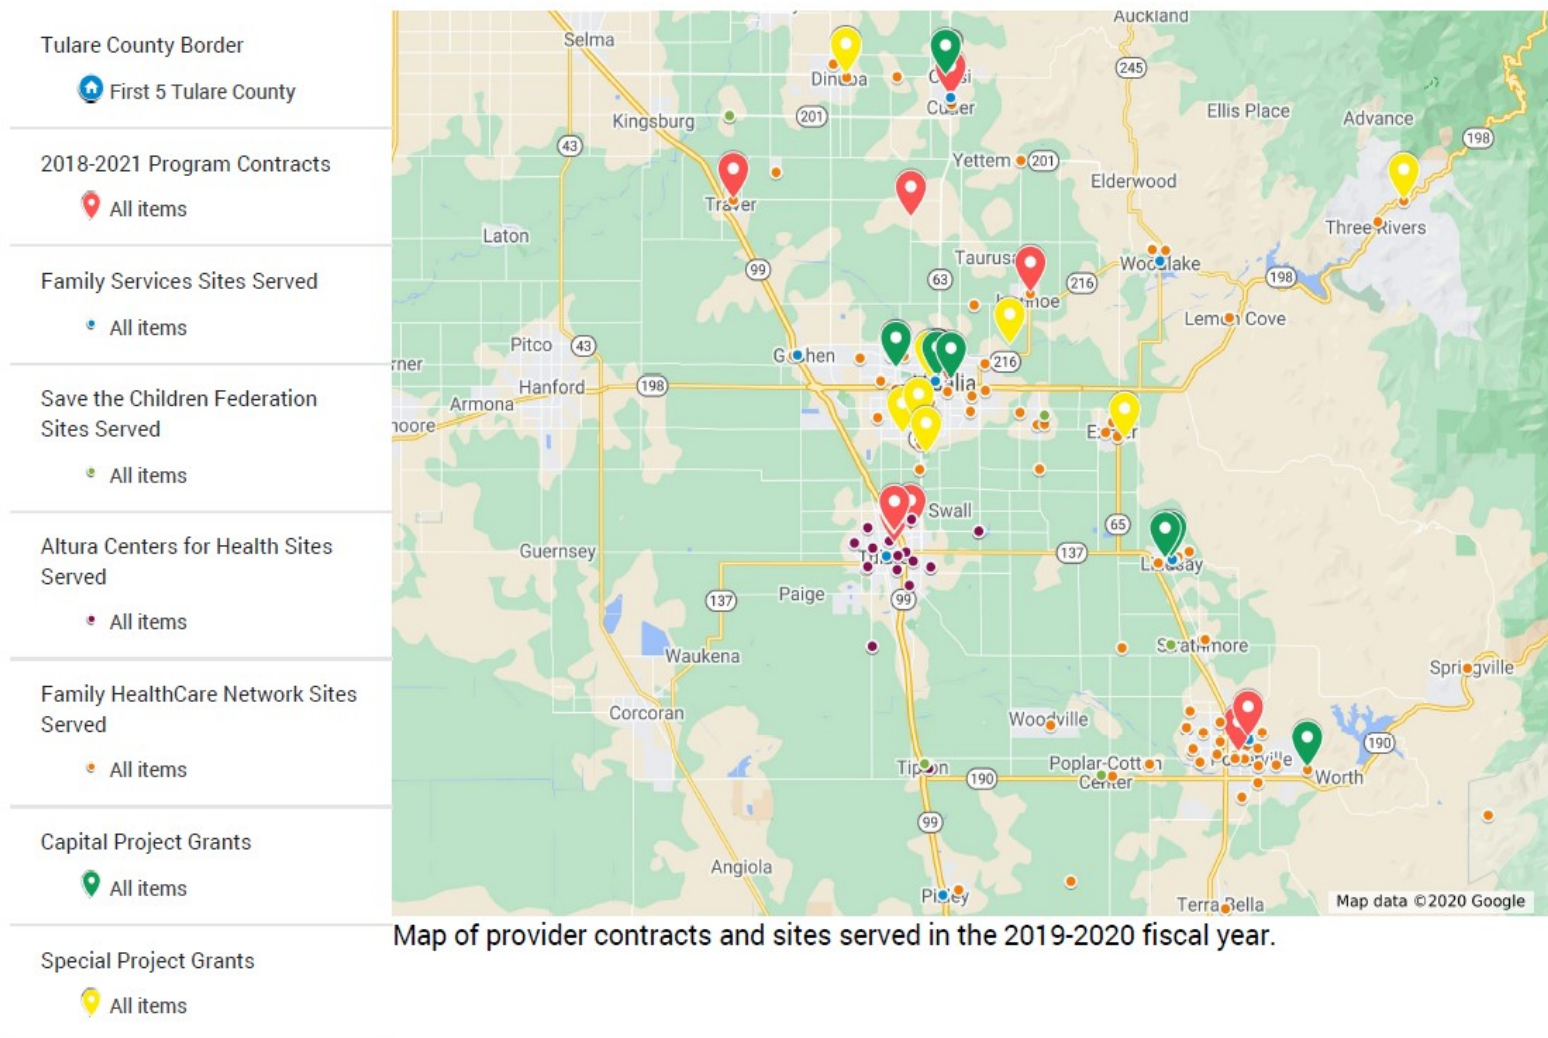 Tulare County Border
First 5 Tulare County
2018-2021 Program Contracts
All items
Family Services Sites Served
All items
Save the Children Federation
Sites Served
All items
Altura Centers for Health Sites
Served
All items
Family HealthCare Network Sites
Served
All items
Capital Project Grants
All items
Special Project Grants
All items
Auckland
Selma
245
Ellis Place
Advance
Kingsburg
201
198
43
Yettem
201
Elderwood
Three Rivers
Laton
99
63
216
198
Pitco
43
Lemon Cove
216
Hanford
198
Armona
Swall
65
Guernsey
137
Paige
137
99
Waukena
Strathmore
Springville
Corcoran
Woodville
190
Poplar-Cotton
Center
190
Worth
99
Angiola
Terra Bella
Map data ©2020 Google
Map of provider contracts and sites served in the 2019-2020 fiscal year.